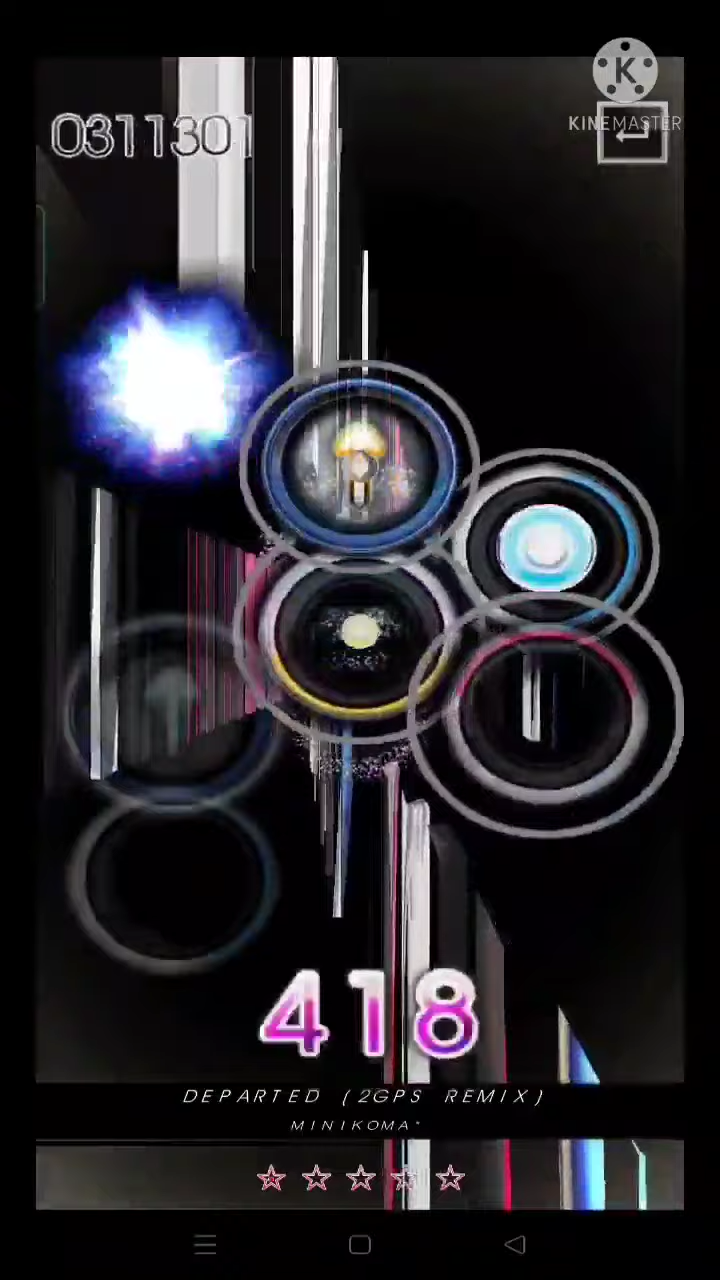 K
KINEMASTER
0311301
418
DEPARTED (2GPS REMIX)
MINIKOMA*